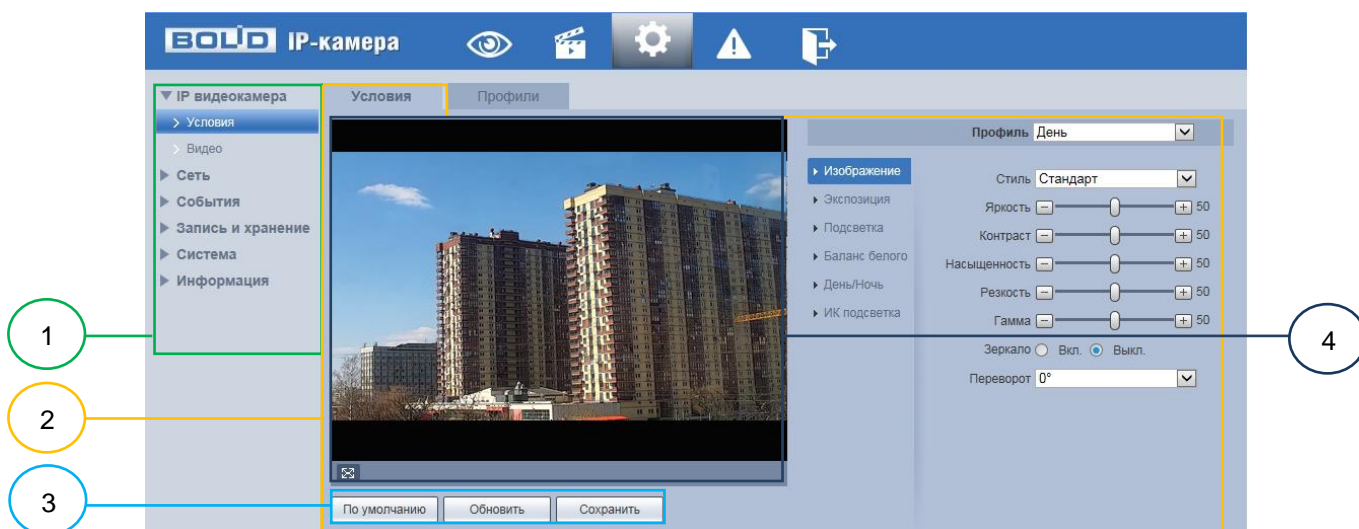 BOLID IP-камера
IP видеокамера
Условия
Видео
Сеть
События
Запись и хранение
Система
Информация
Условия Профили
Профиль День
Изображение
Экспозиция
Подсветка
Баланс белого
День/Ночь
ИК подсветка
Стиль Стандарт
Яркость 50
Контраст 50
Насыщенность 50
Резкость 50
Гамма 50
Зеркало Вкл. Выкл.
Переворот 0°
По умолчанию Обновить Сохранить
1
2
3
4